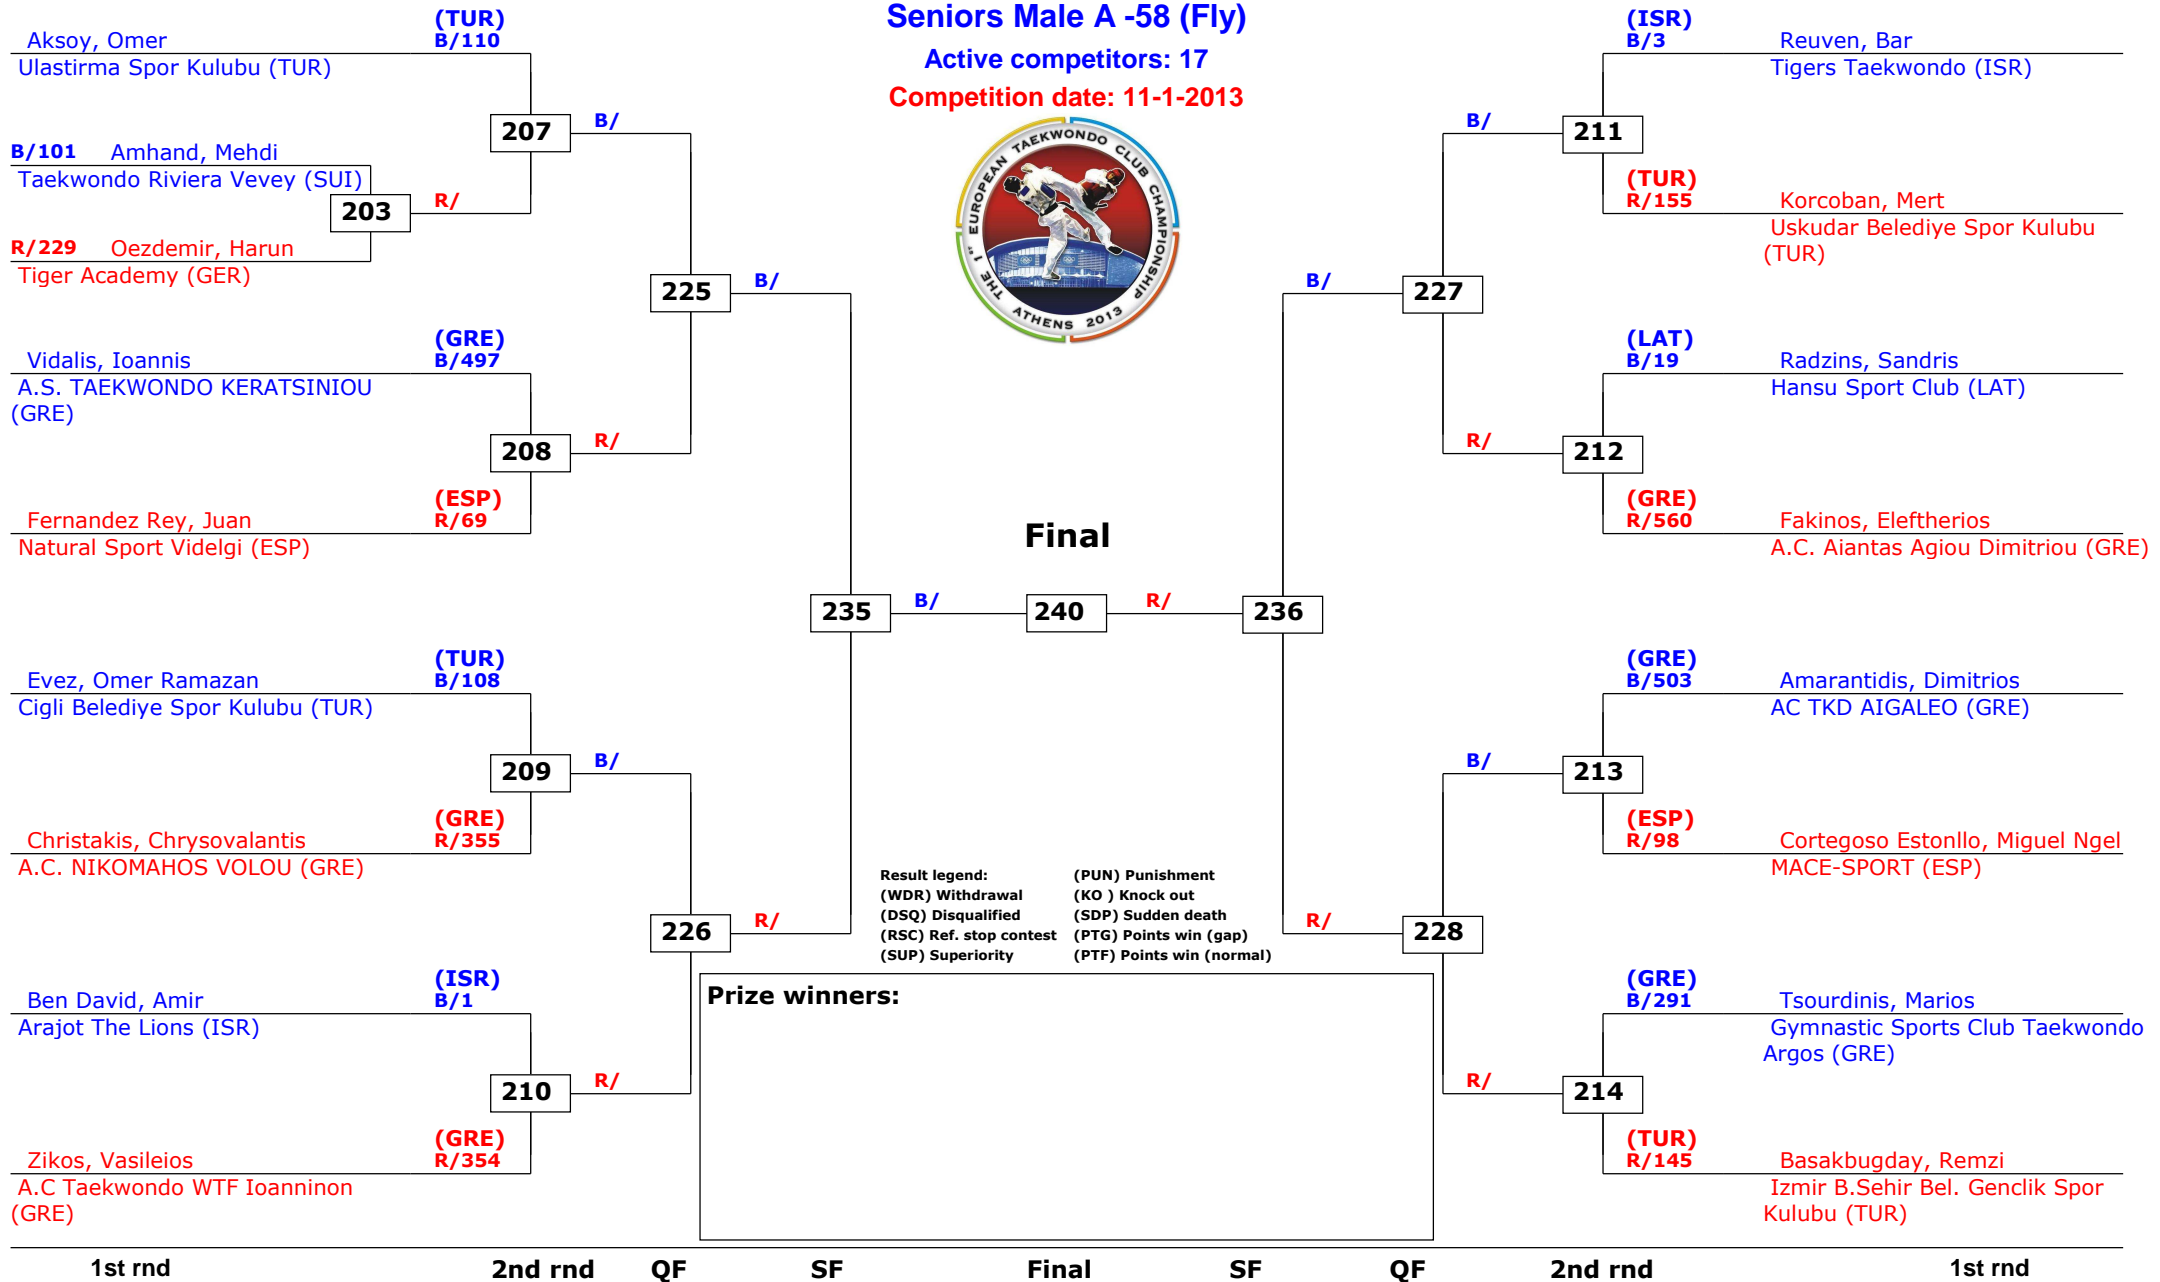 Seniors Male A -58 (Fly)
Active competitors: 17
Competition date: 11-1-2013
THE 1st EUROPEAN TAEKWONDO CLUB CHAMPIONSHIP
ATHENS 2013
(TUR)
Aksoy, Omer B/110
Ulastirma Spor Kulubu (TUR)
207 B/
B/101 Amhand, Mehdi
Taekwondo Riviera Vevey (SUI)
203 R/
R/229 Oezdemir, Harun
Tiger Academy (GER)
225 B/
(GRE)
Vidalis, Ioannis B/497
A.S. TAEKWONDO KERATSINIOU
(GRE)
208 R/
(ESP)
Fernandez Rey, Juan R/69
Natural Sport Videlgi (ESP)
235 B/
(TUR)
Evez, Omer Ramazan B/108
Cigli Belediye Spor Kulubu (TUR)
209 B/
(GRE)
Christakis, Chrysovalantis R/355
A.C. NIKOMAHOS VOLOU (GRE)
226 R/
(ISR)
Ben David, Amir B/1
Arajot The Lions (ISR)
210 R/
(GRE)
Zikos, Vasileios R/354
A.C Taekwondo WTF Ioanninon
(GRE)
Final
240
(ISR)
B/3 Reuven, Bar
Tigers Taekwondo (ISR)
B/ 211
(TUR)
R/155 Korcoban, Mert
Uskudar Belediye Spor Kulubu
(TUR)
B/ 227
(LAT)
B/19 Radzins, Sandris
Hansu Sport Club (LAT)
R/ 212
(GRE)
R/560 Fakinos, Eleftherios
A.C. Aiantas Agiou Dimitriou (GRE)
R/ 236
(GRE)
B/503 Amarantidis, Dimitrios
AC TKD AIGALEO (GRE)
B/ 213
(ESP)
R/98 Cortegoso Estonllo, Miguel Ngel
MACE-SPORT (ESP)
R/ 228
(GRE)
B/291 Tsourdinis, Marios
Gymnastic Sports Club Taekwondo
Argos (GRE)
R/ 214
(TUR)
R/145 Basakbugday, Remzi
Izmir B.Sehir Bel. Genclik Spor
Kulubu (TUR)
Result legend: (PUN) Punishment
(WDR) Withdrawal (KO ) Knock out
(DSQ) Disqualified (SDP) Sudden death
(RSC) Ref. stop contest (PTG) Points win (gap)
(SUP) Superiority (PTF) Points win (normal)
Prize winners:
1st rnd 2nd rnd QF SF Final SF QF 2nd rnd 1st rnd